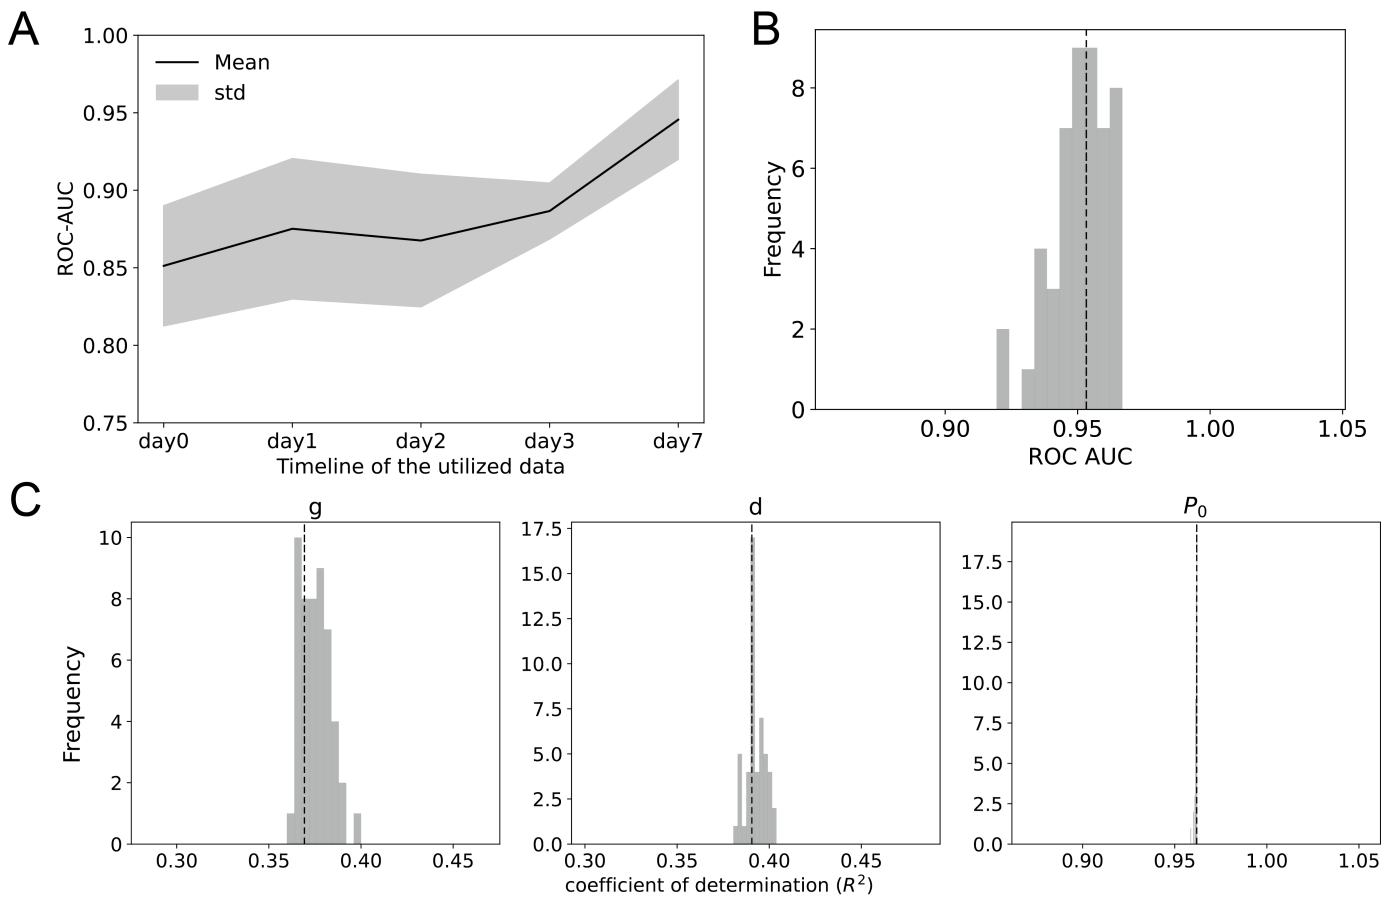 A
1.00
0.95
0.90
0.85
0.80
0.75
ROC-AUC
Mean
std
day0 day1 day2 day3 day7
Timeline of the utilized data
B
8
6
4
2
0
Frequency
0.90 0.95 1.00 1.05
ROC AUC
C
g
10
8
6
4
2
0
Frequency
0.30 0.35 0.40 0.45
d
17.5
15.0
12.5
10.0
7.5
5.0
2.5
0.0
0.30 0.35 0.40 0.45
coefficient of determination (R²)
P₀
17.5
15.0
12.5
10.0
7.5
5.0
2.5
0.0
0.90 0.95 1.00 1.05